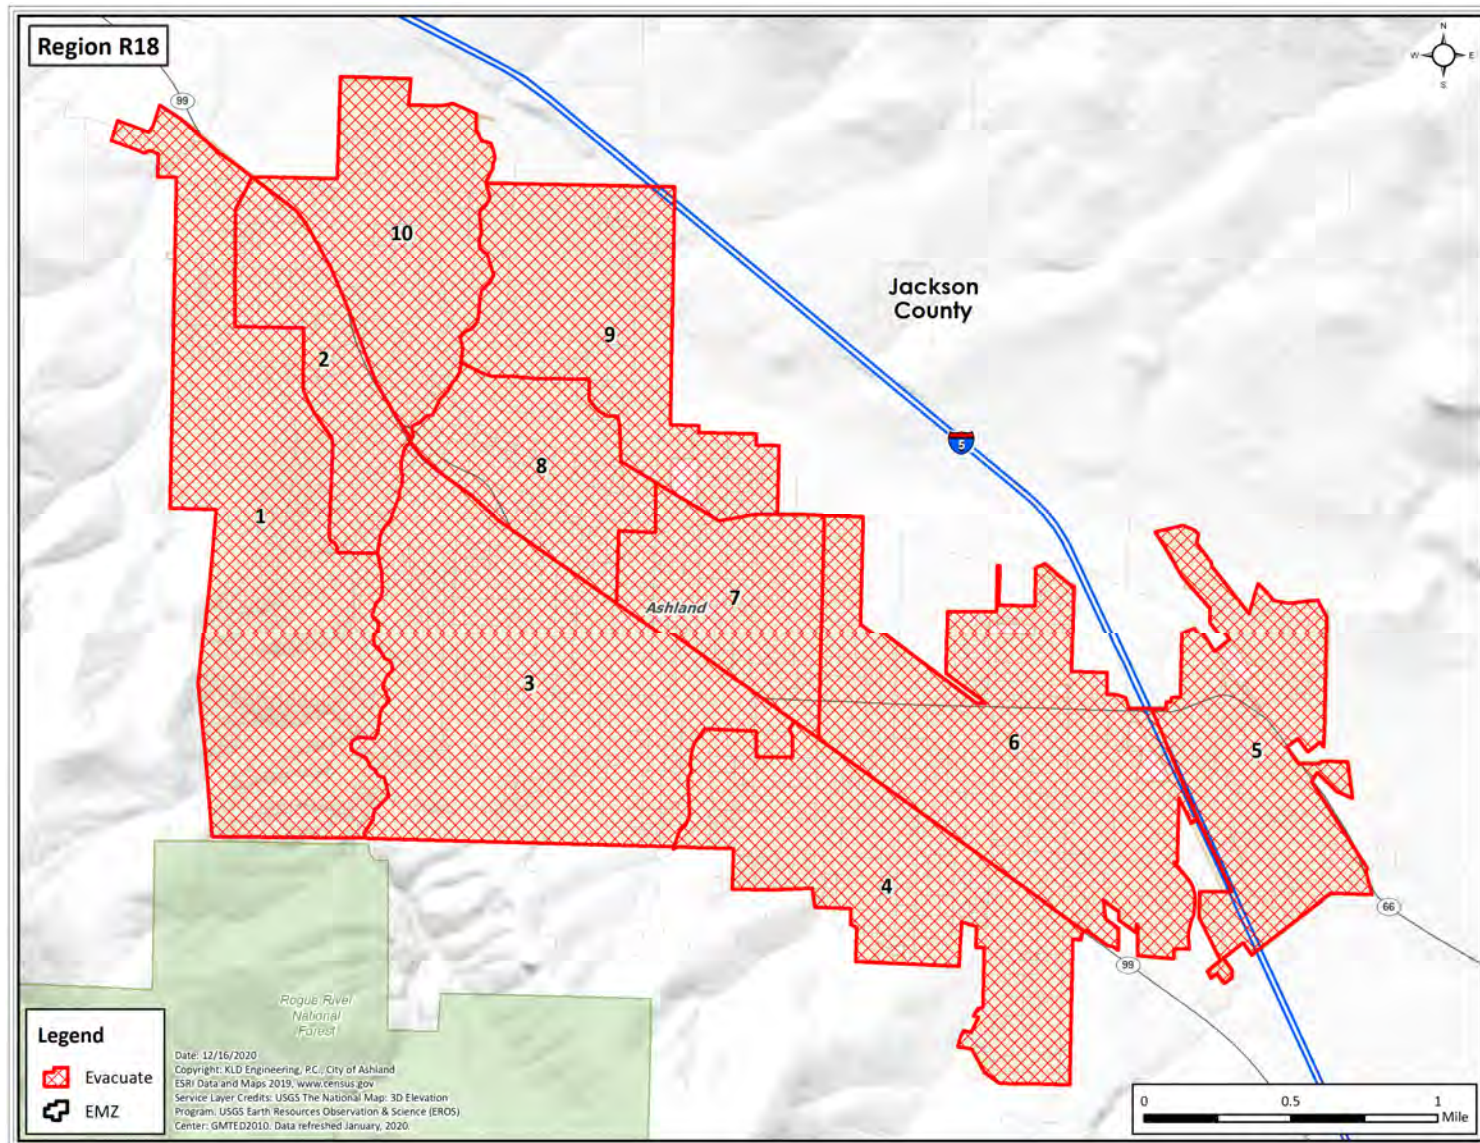 Region R18
N
W E
S
99
10
Jackson
County
9
2
5
8
1
Ashland
7
3
6
5
4
66
99
Rogue River
National
Forest
Legend
Evacuate
EMZ
Date: 12/16/2020
Copyright: KLD Engineering, P.C., City of Ashland
ESRI Data and Maps 2019, www.census.gov
Service Layer Credits: USGS The National Map: 3D Elevation
Program. USGS Earth Resources Observation & Science (EROS)
Center: GMTED2010. Data refreshed January, 2020.
0 0.5 1
Mile